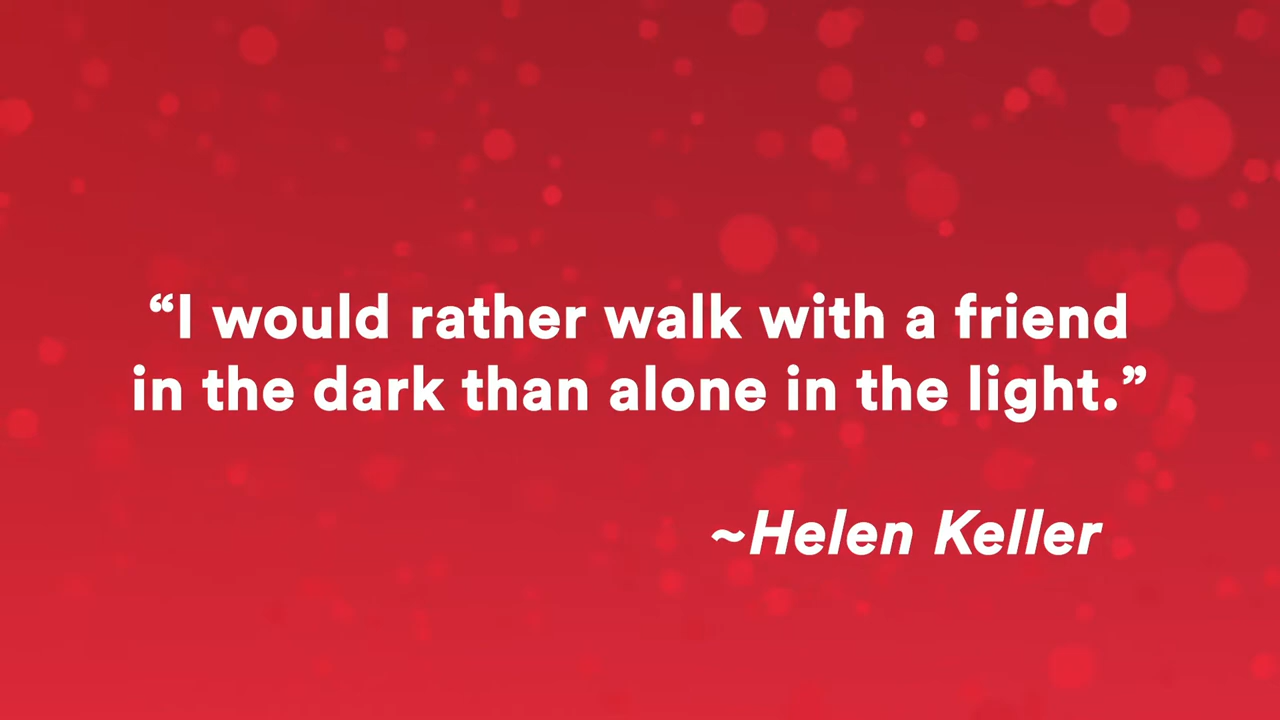 “I would rather walk with a friend
in the dark than alone in the light.”
~Helen Keller